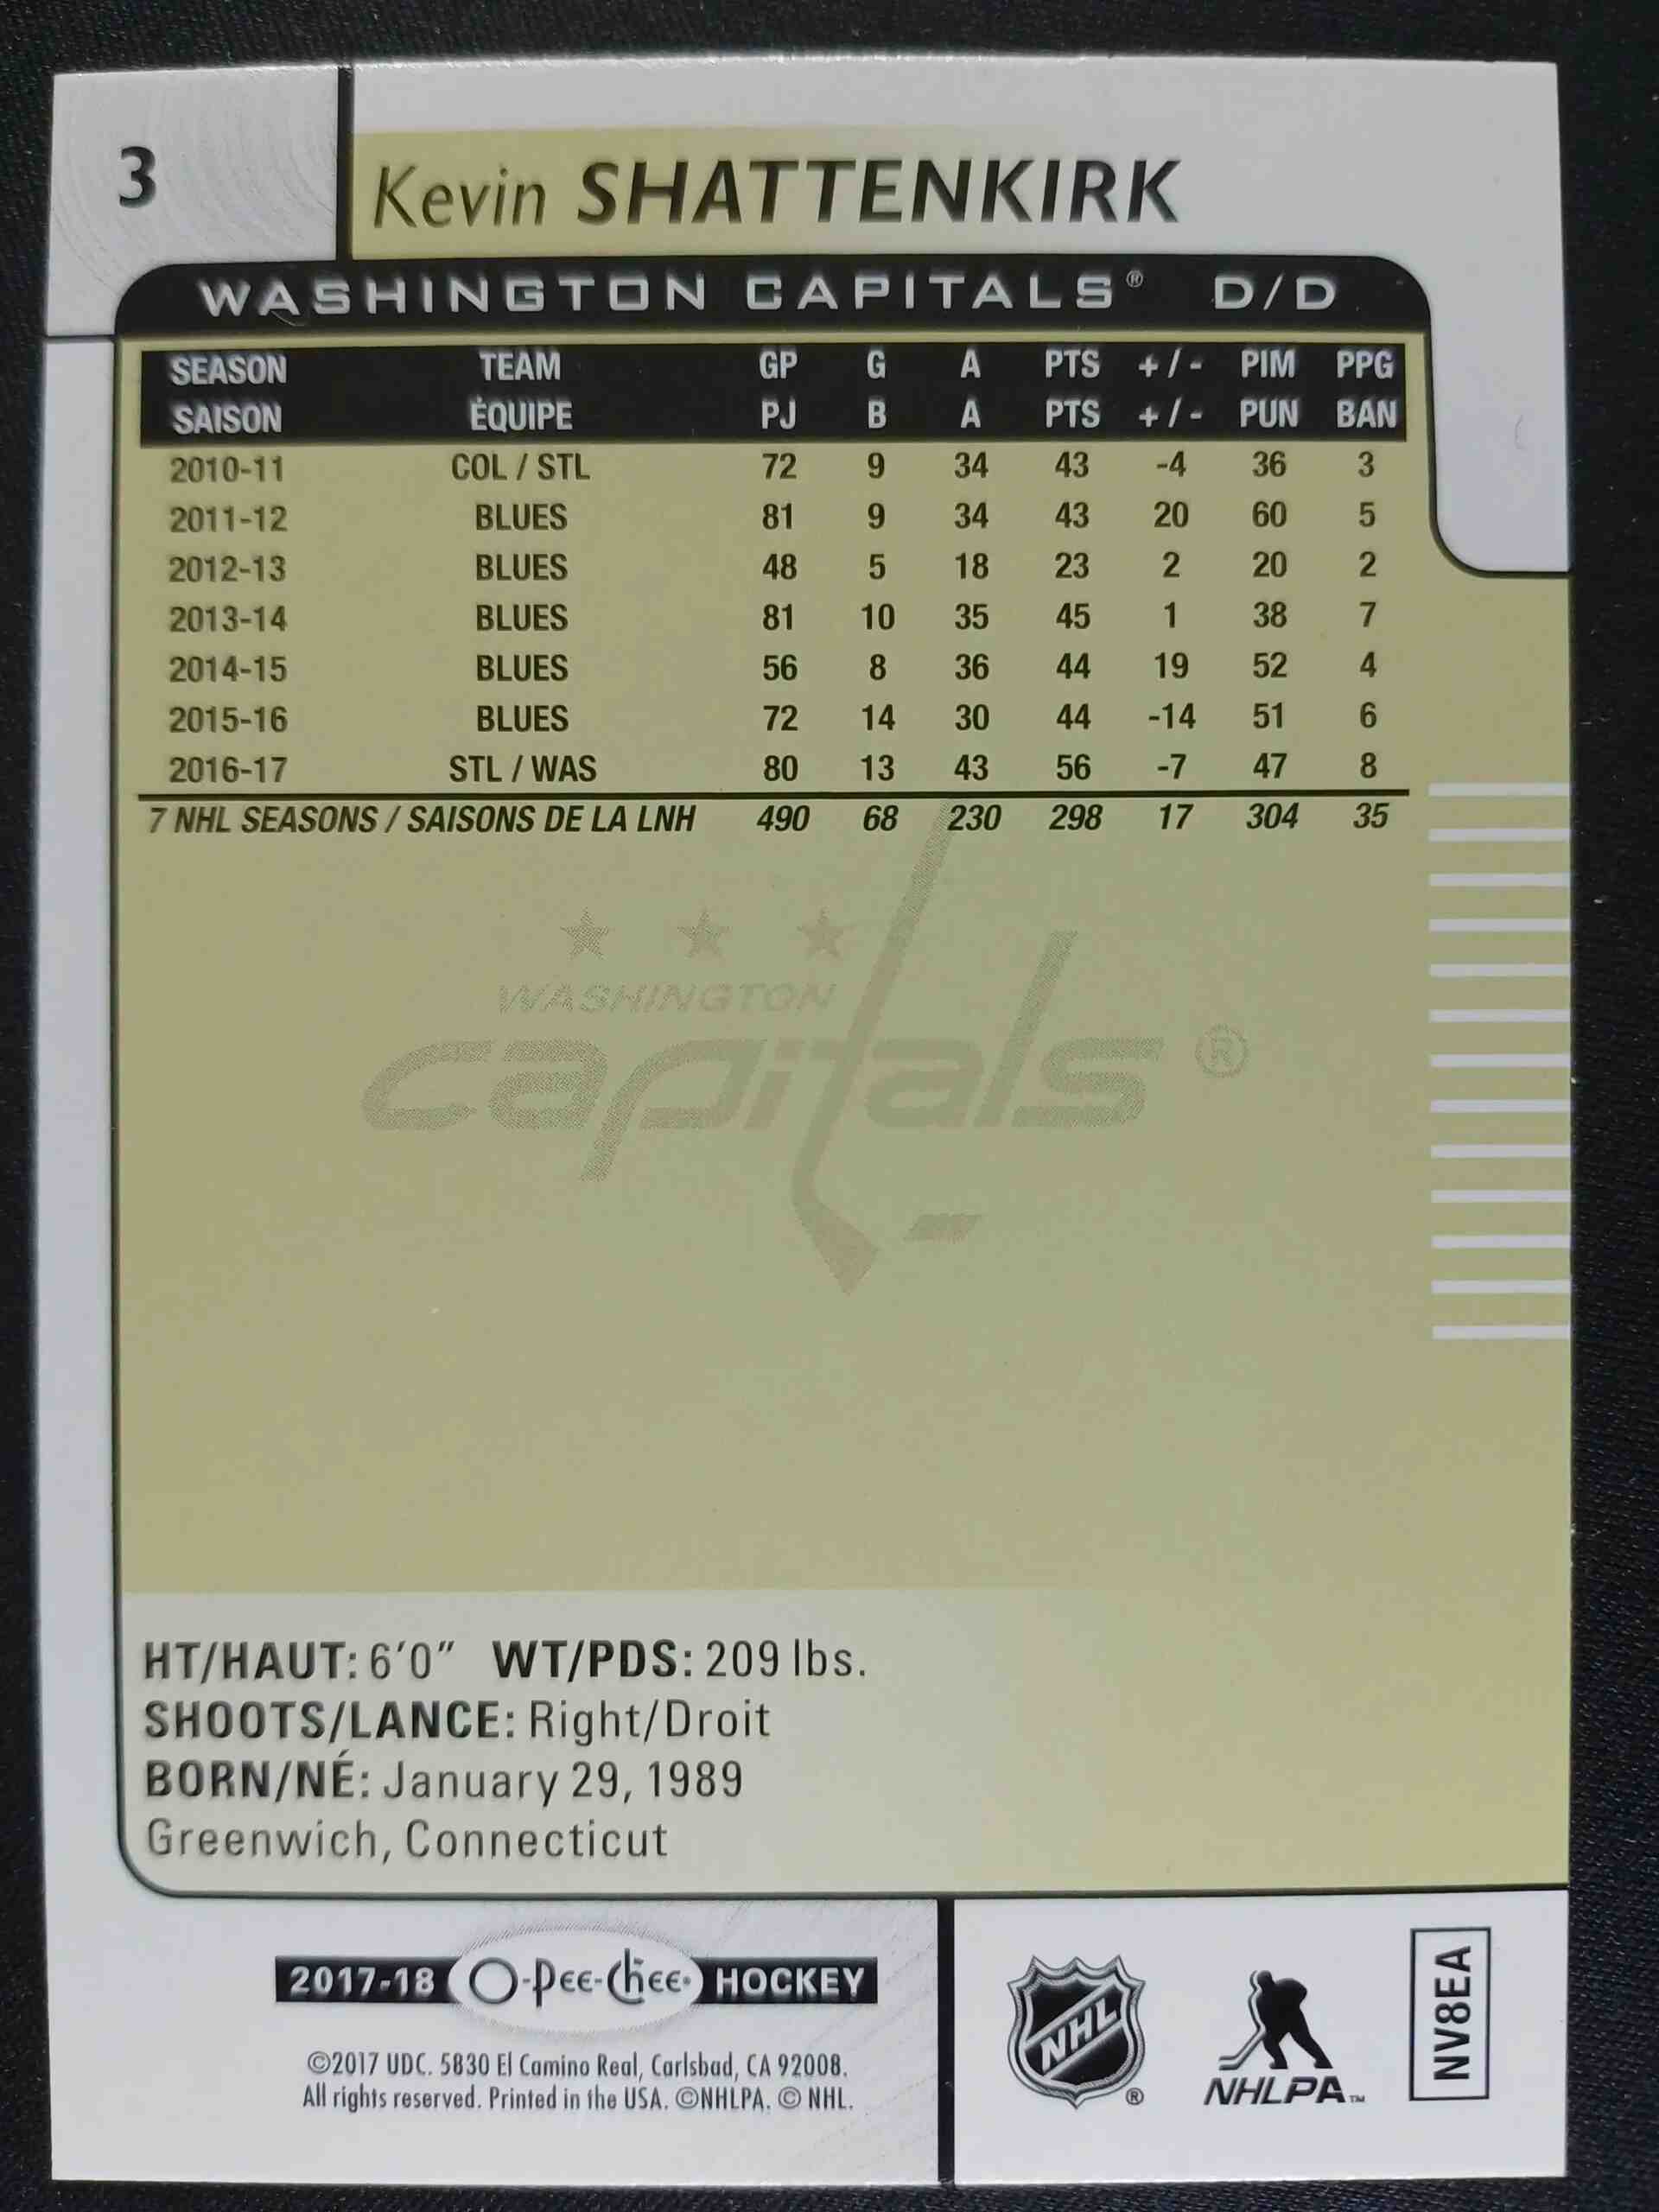 3
Kevin SHATTENKIRK
WASHINGTON CAPITALS® D/D
SEASON TEAM GP G A PTS +/- PIM PPG
SAISON ÉQUIPE PJ B A PTS +/- PUN BAN
2010-11 COL / STL 72 9 34 43 -4 36 3
2011-12 BLUES 81 9 34 43 20 60 5
2012-13 BLUES 48 5 18 23 2 20 2
2013-14 BLUES 81 10 35 45 1 38 7
2014-15 BLUES 56 8 36 44 19 52 4
2015-16 BLUES 72 14 30 44 -14 51 6
2016-17 STL / WAS 80 13 43 56 -7 47 8
7 NHL SEASONS / SAISONS DE LA LNH 490 68 230 298 17 304 35
WASHINGTON
capitals ®
HT/HAUT: 6'0" WT/PDS: 209 lbs.
SHOOTS/LANCE: Right/Droit
BORN/NÉ: January 29, 1989
Greenwich, Connecticut
2017-18 O-Pee-Chee® HOCKEY
©2017 UDC. 5830 El Camino Real, Carlsbad, CA 92008.
All rights reserved. Printed in the USA. ©NHLPA. © NHL.
NHL ®
NHLPA™
NV8EA